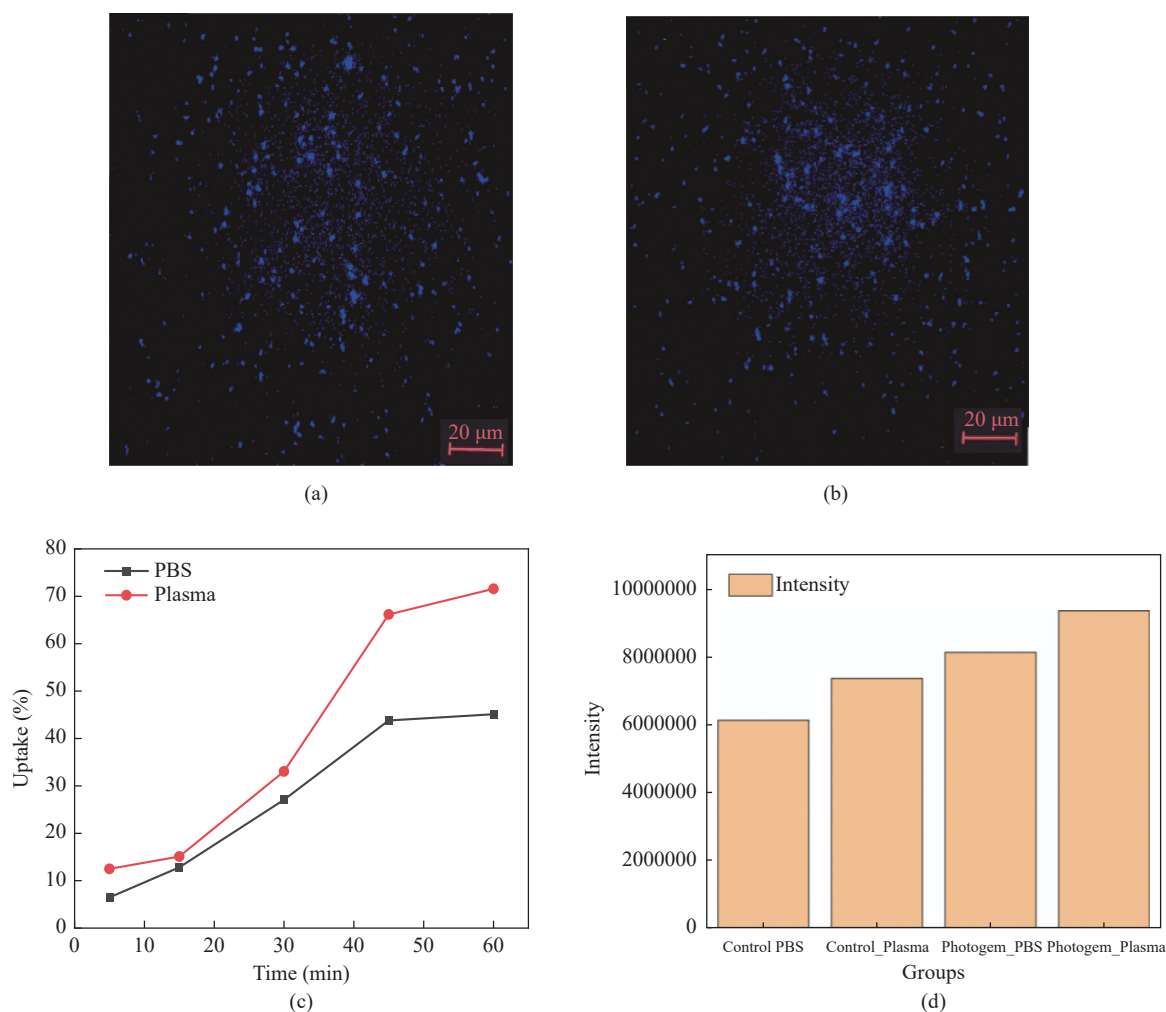 20 μm
20 μm
(a)
(b)
80
70
60
50
40
30
20
10
0
Uptake (%)
PBS
Plasma
0 10 20 30 40 50 60
Time (min)
(c)
10000000
8000000
6000000
4000000
2000000
0
Intensity
Intensity
Control PBS Control_Plasma Photogem_PBS Photogem_Plasma
Groups
(d)